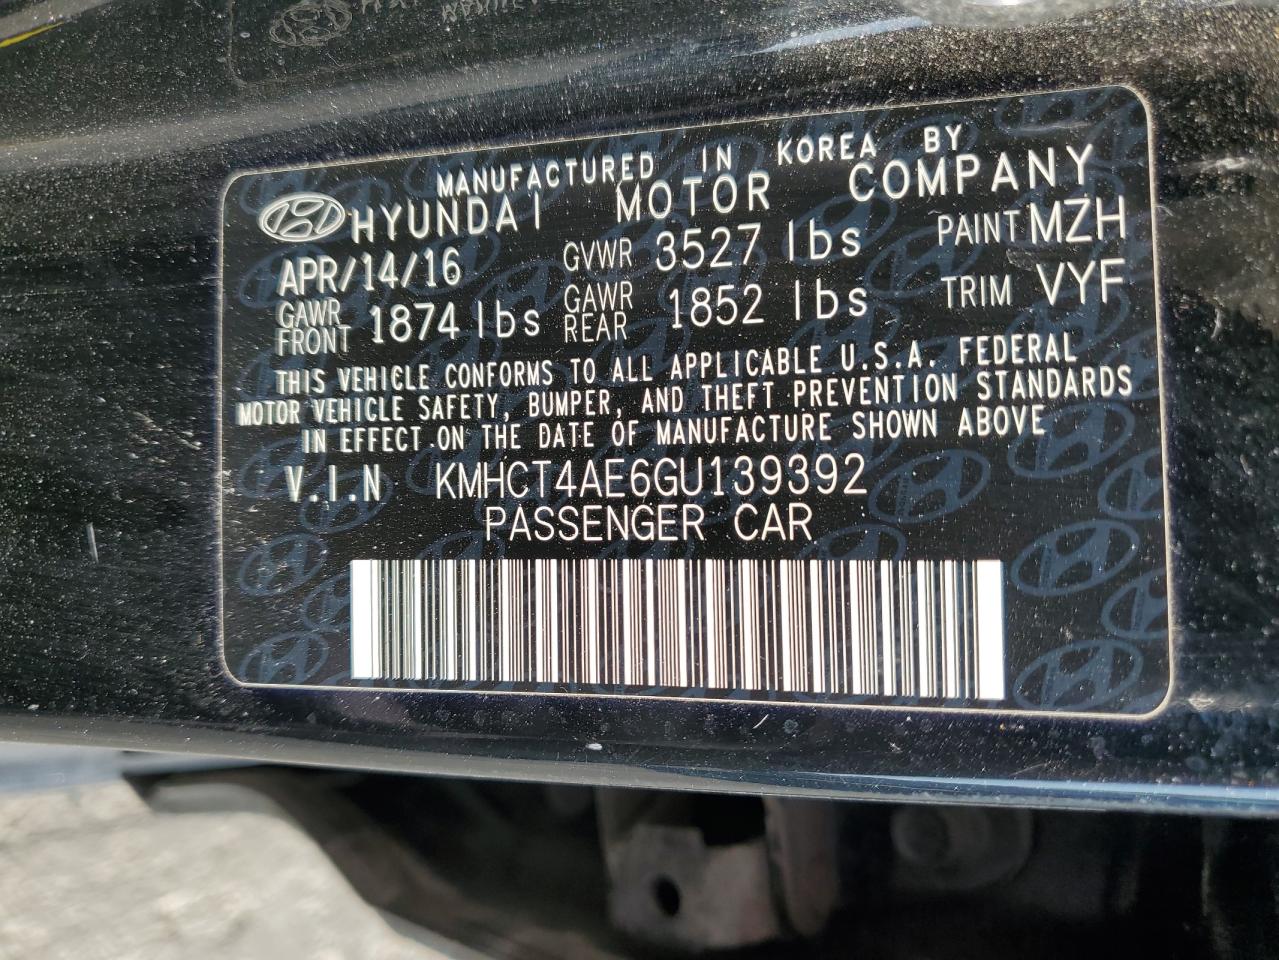 MANUFACTURED IN KOREA BY
HYUNDAI MOTOR COMPANY
APR/14/16 GVWR 3527 lbs PAINT MZH
GAWR FRONT 1874 lbs GAWR REAR 1852 lbs TRIM VYF
THIS VEHICLE CONFORMS TO ALL APPLICABLE U.S.A. FEDERAL
MOTOR VEHICLE SAFETY, BUMPER, AND THEFT PREVENTION STANDARDS
IN EFFECT ON THE DATE OF MANUFACTURE SHOWN ABOVE
V.I.N KMHCT4AE6GU139392
PASSENGER CAR